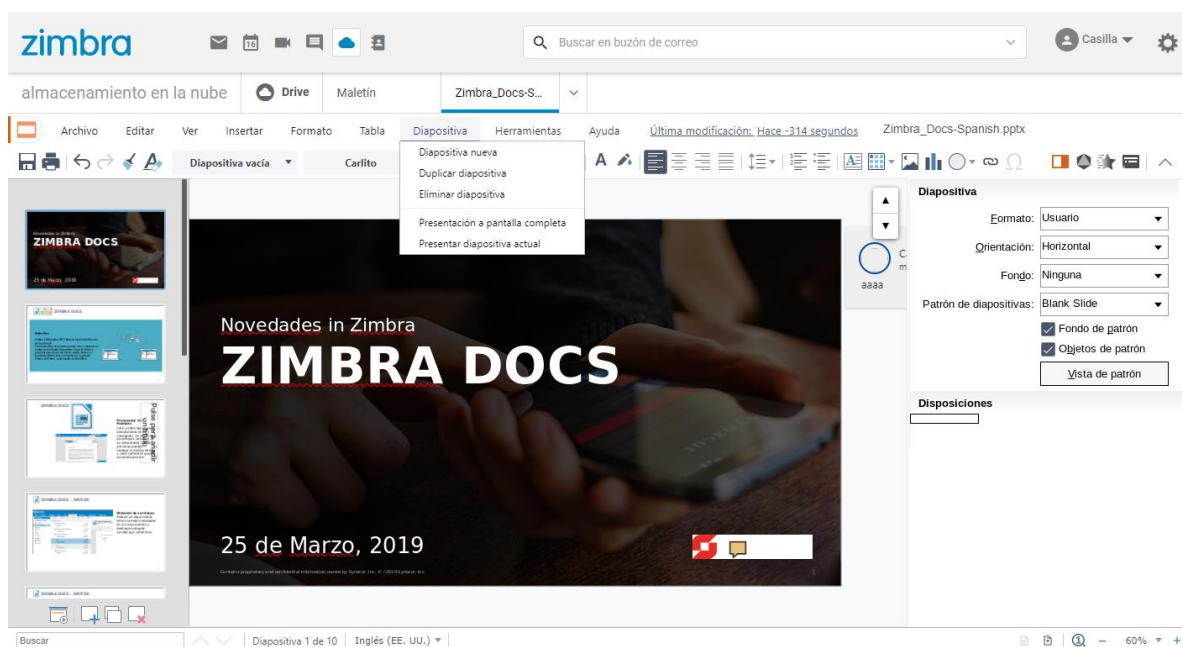 zimbra
16
Buscar en buzón de correo
Casilla
almacenamiento en la nube
Drive
Maletín
Zimbra_Docs-S...
Archivo Editar Ver Insertar Formato Tabla Diapositiva Herramientas Ayuda Última modificación: Hace -314 segundos Zimbra_Docs-Spanish.pptx
Diapositiva vacía
Carlito
Diapositiva nueva
Duplicar diapositiva
Eliminar diapositiva
Presentación a pantalla completa
Presentar diapositiva actual
ZIMBRA DOCS
25 de Marzo, 2019
ZIMBRA DOCS
Novedades in Zimbra
ZIMBRA DOCS
25 de Marzo, 2019
1
aaaa
Diapositiva
Formato: Usuario
Orientación: Horizontal
Fondo: Ninguna
Patrón de diapositivas: Blank Slide
Fondo de patrón
Objetos de patrón
Vista de patrón
Disposiciones
Buscar
Diapositiva 1 de 10
Inglés (EE. UU.)
60%